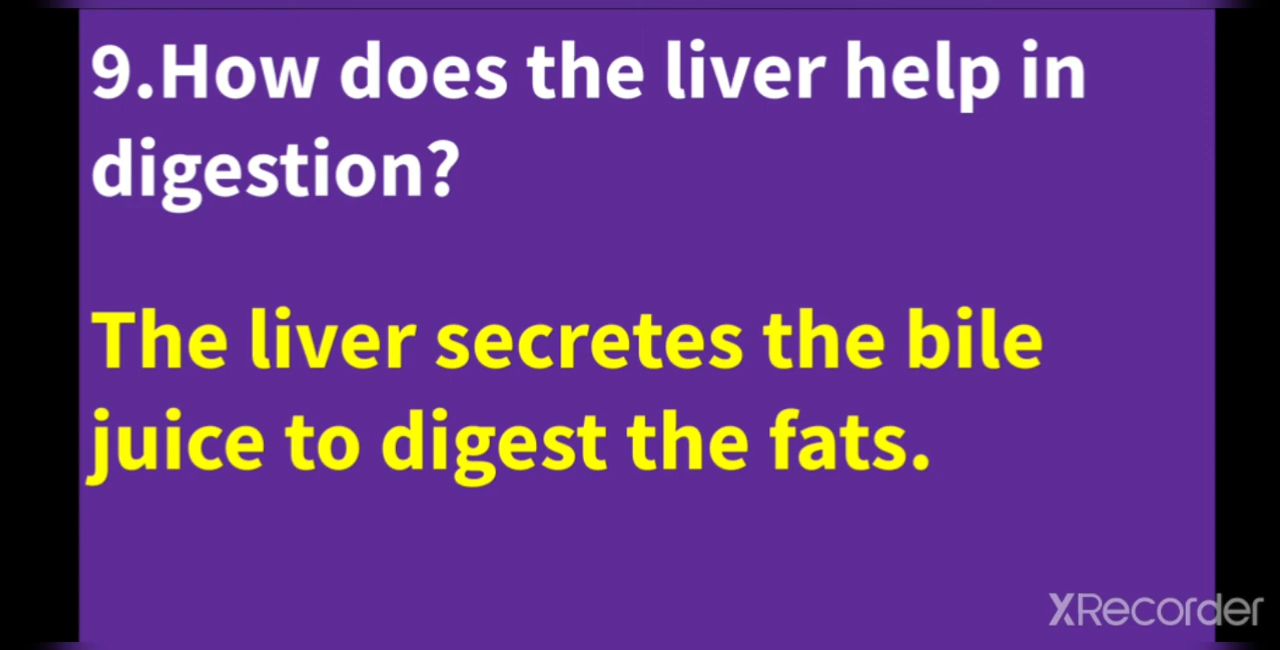 9.How does the liver help in
digestion?
The liver secretes the bile
juice to digest the fats.
XRecorder